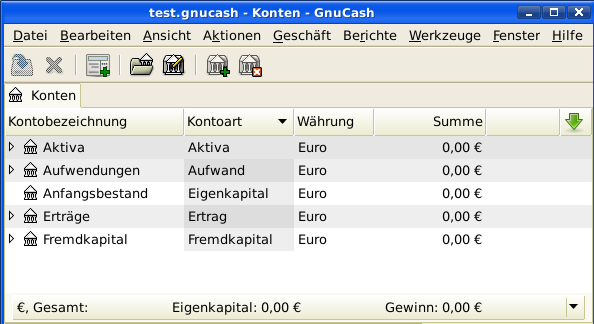 test.gnucash - Konten - GnuCash
Datei Bearbeiten Ansicht Aktionen Geschäft Berichte Werkzeuge Fenster Hilfe
Konten
Kontobezeichnung Kontoart Währung Summe
Aktiva Aktiva Euro 0,00 €
Aufwendungen Aufwand Euro 0,00 €
Anfangsbestand Eigenkapital Euro 0,00 €
Erträge Ertrag Euro 0,00 €
Fremdkapital Fremdkapital Euro 0,00 €
€, Gesamt: Eigenkapital: 0,00 € Gewinn: 0,00 €